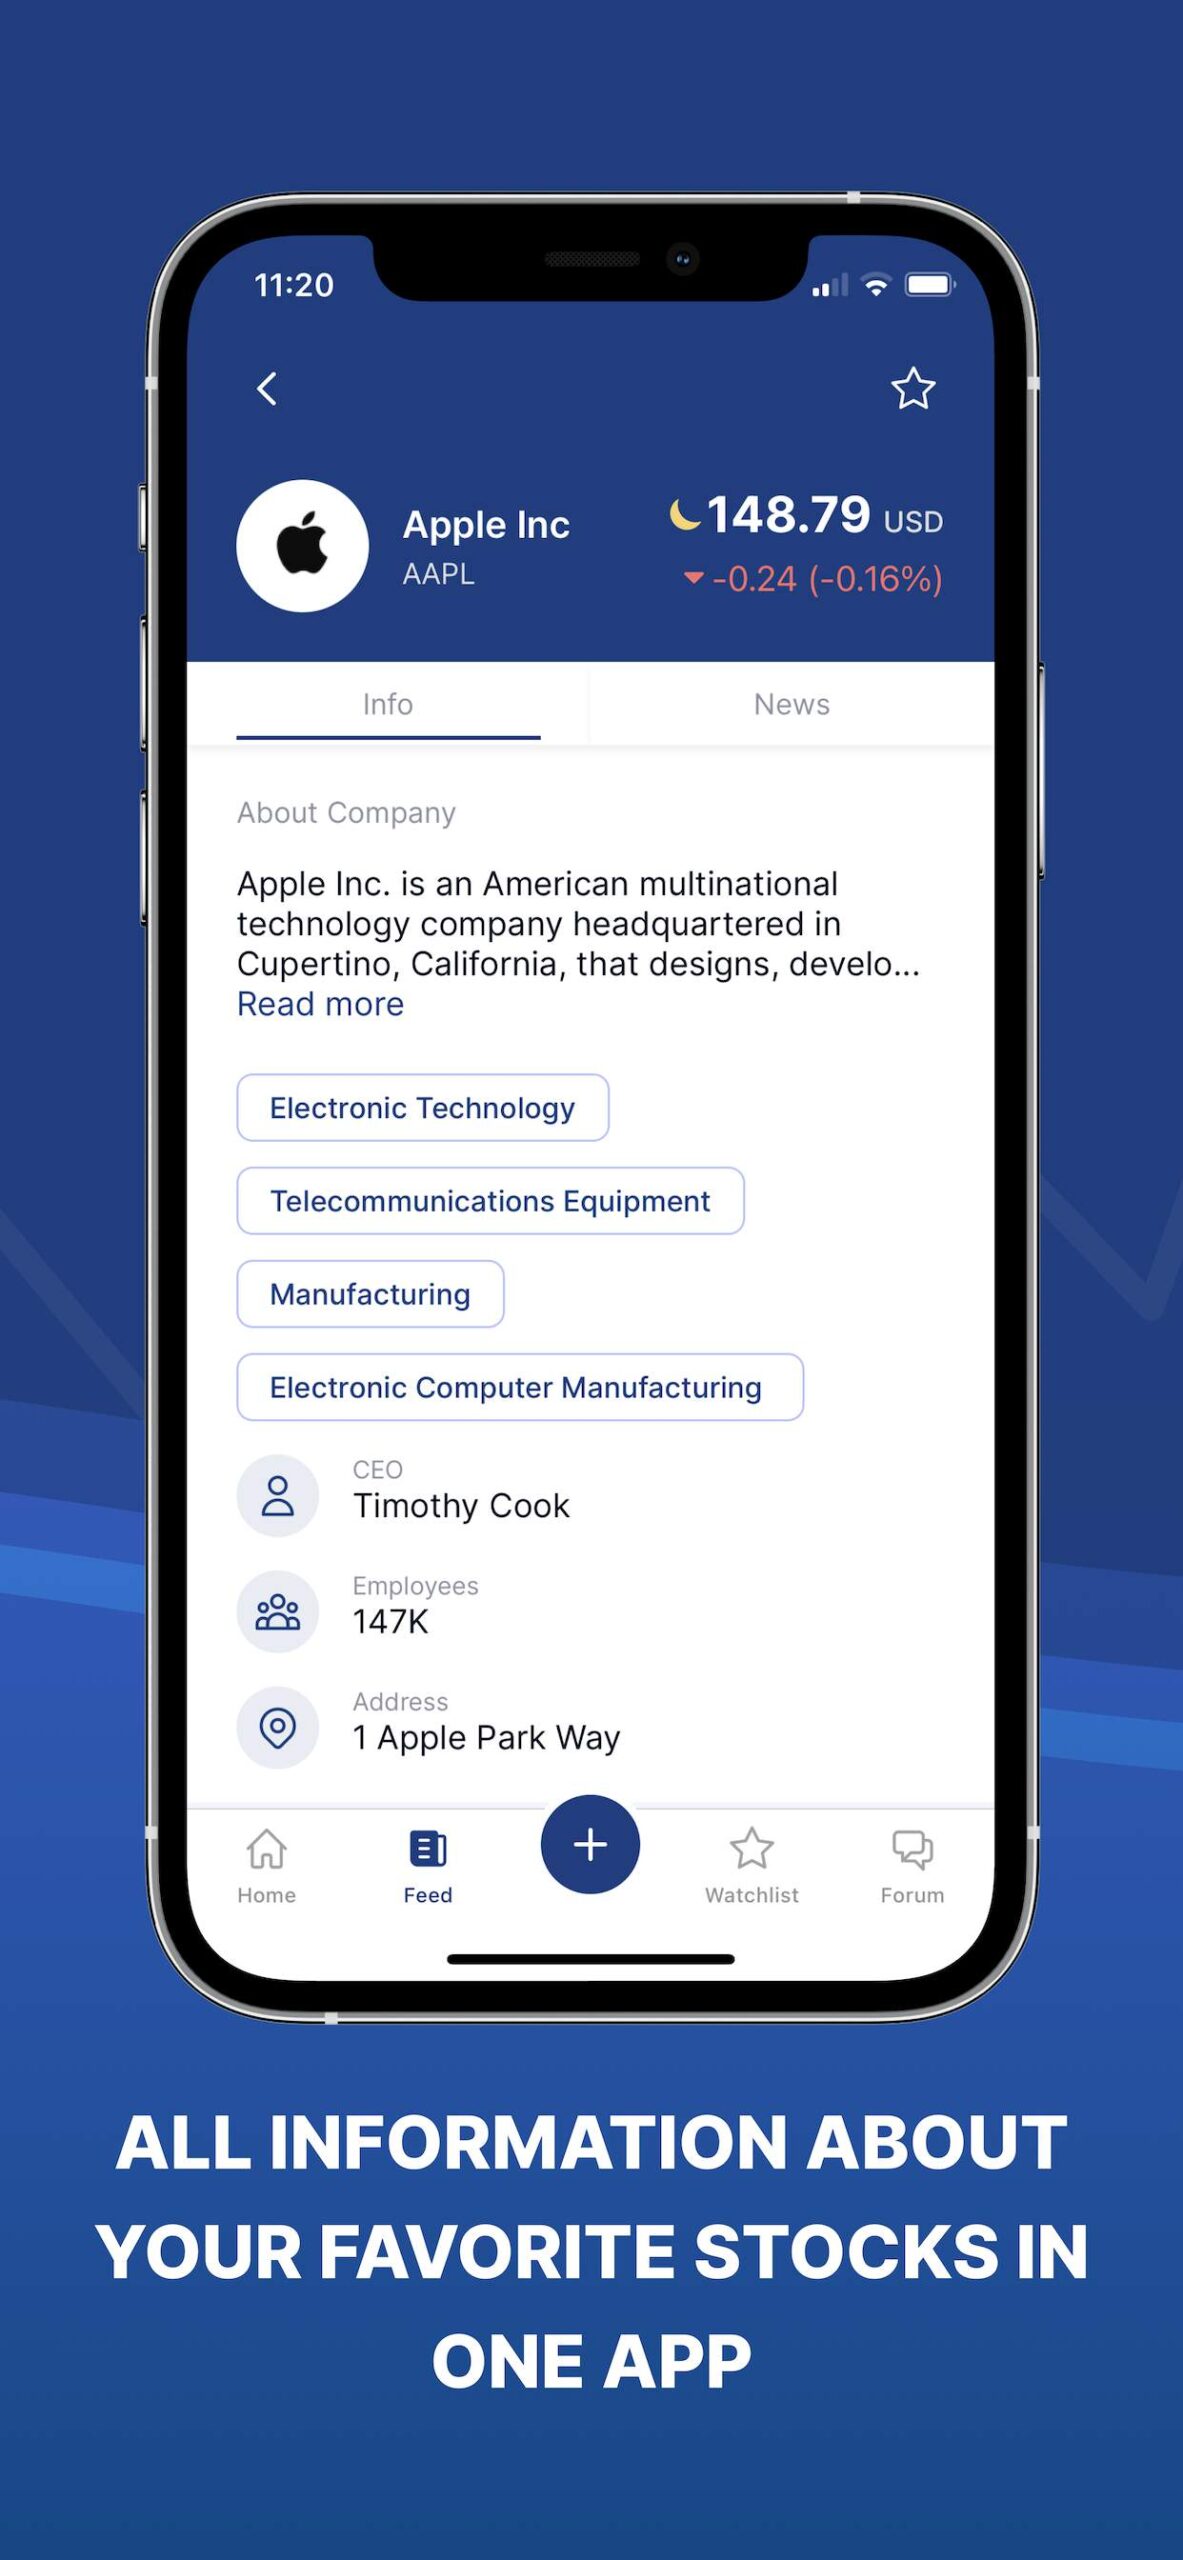 11:20
Apple Inc
148.79 USD
AAPL
-0.24 (-0.16%)
Info
News
About Company
Apple Inc. is an American multinational
technology company headquartered in
Cupertino, California, that designs, develo...
Read more
Electronic Technology
Telecommunications Equipment
Manufacturing
Electronic Computer Manufacturing
CEO
Timothy Cook
Employees
147K
Address
1 Apple Park Way
Home
Feed
Watchlist
Forum
ALL INFORMATION ABOUT
YOUR FAVORITE STOCKS IN
ONE APP